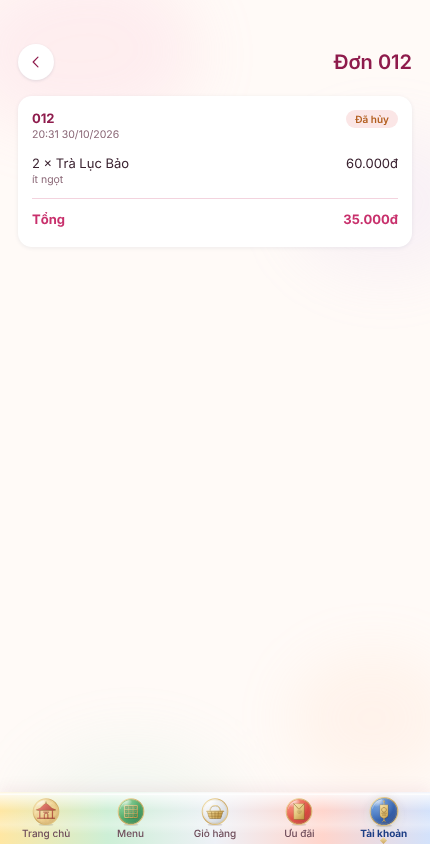 Đơn 012
012
Đã hủy
20:31 30/10/2026
2 × Trà Lục Bảo
60.000đ
ít ngọt
Tổng
35.000đ
Trang chủ
Menu
Giỏ hàng
Ưu đãi
Tài khoản